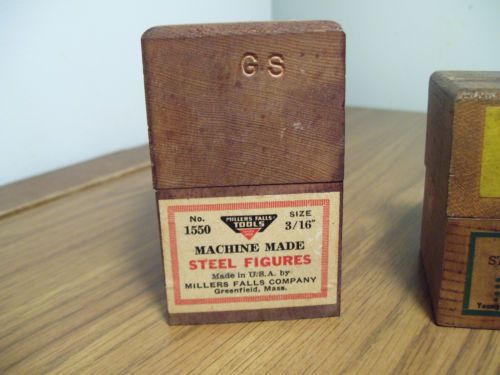 GS
No. 1550
MILLERS FALLS
TOOLS
SIZE 3/16"
MACHINE MADE
STEEL FIGURES
Made in U.S.A. by
MILLERS FALLS COMPANY
Greenfield, Mass.